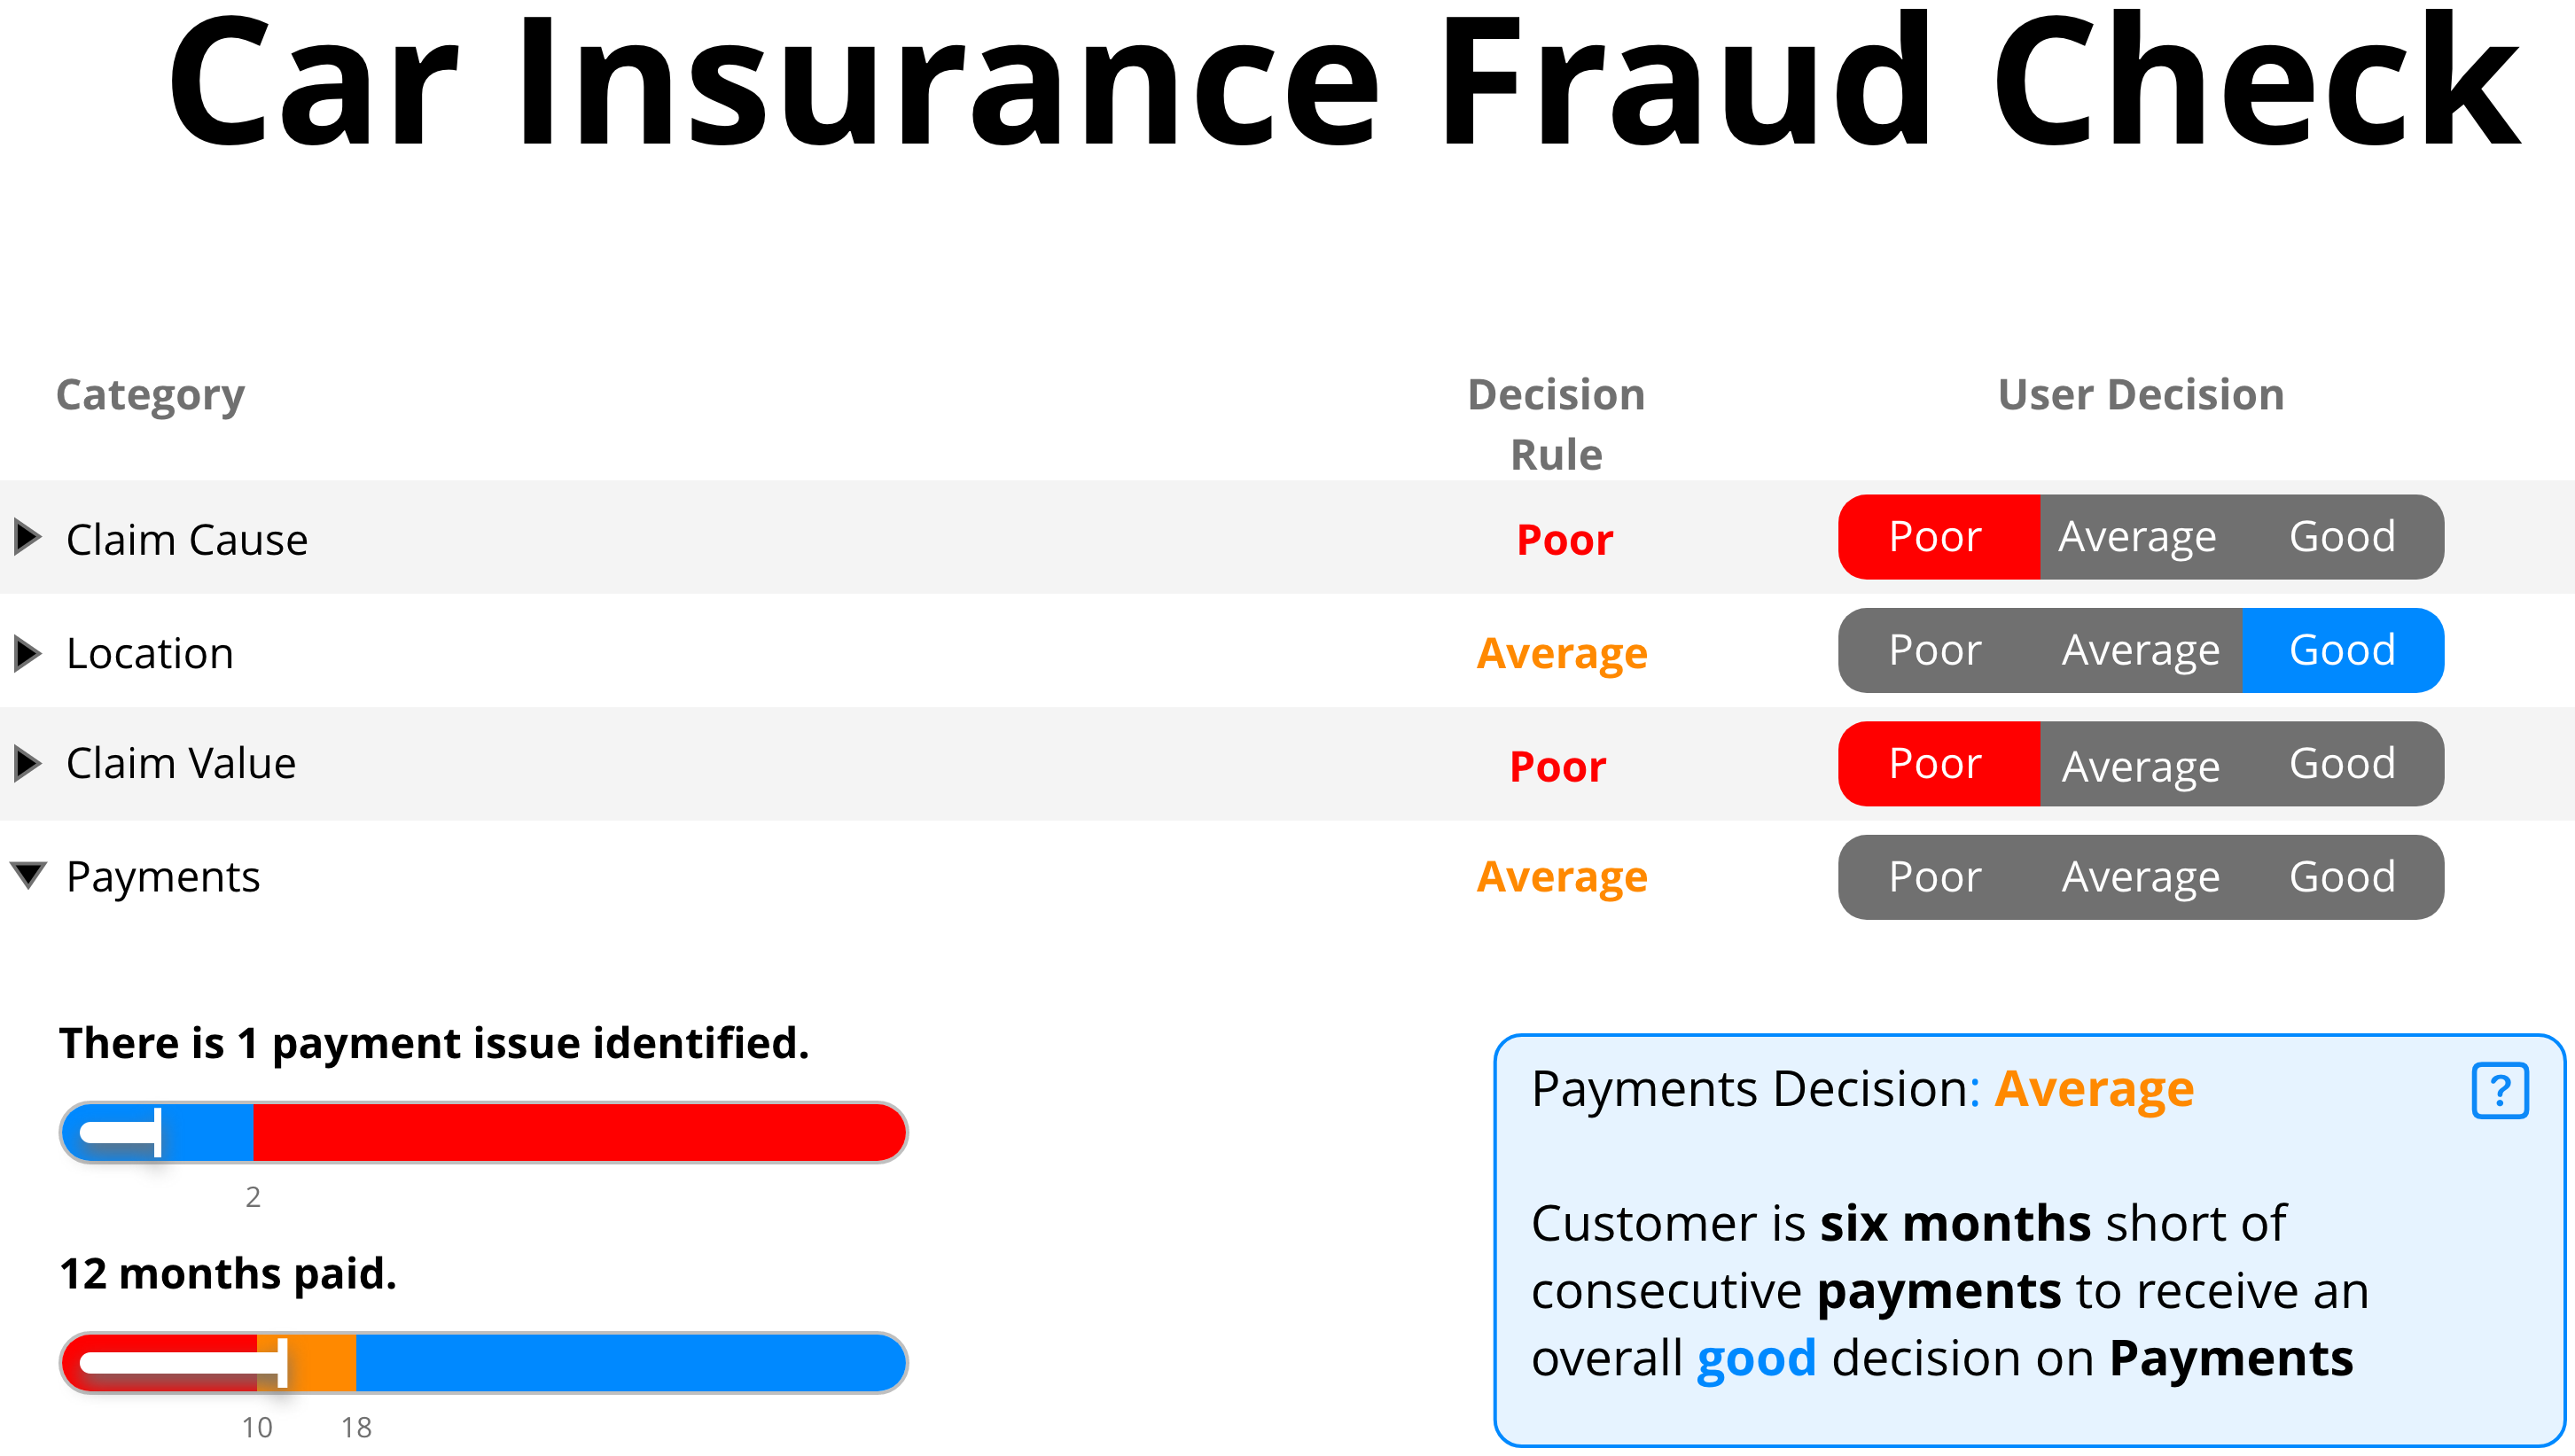 Car Insurance Fraud Check
Category
Decision
Rule
User Decision
Claim Cause
Poor
Poor Average Good
Location
Average
Poor Average Good
Claim Value
Poor
Poor Average Good
Payments
Average
Poor Average Good
There is 1 payment issue identified.
2
12 months paid.
10 18
Payments Decision: Average
?
Customer is six months short of
consecutive payments to receive an
overall good decision on Payments